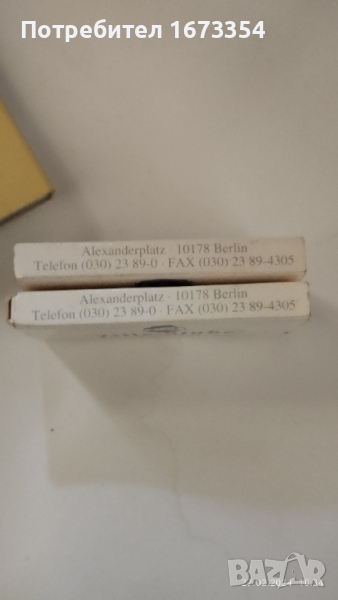 Потребител 1673354
Alexanderplatz · 10178 Berlin
Telefon (030) 23 89-0 · FAX (030) 23 89-4305
Alexanderplatz · 10178 Berlin
Telefon (030) 23 89-0 · FAX (030) 23 89-4305
BAZAR